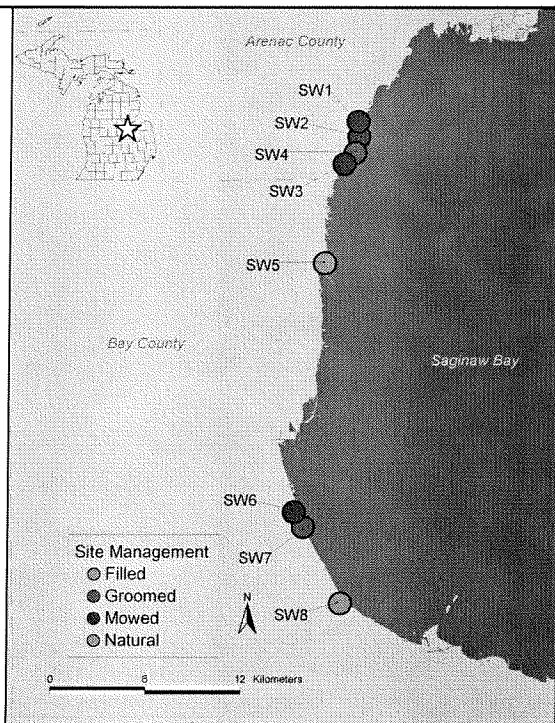 Arenac County
SW1
SW2
SW4
SW3
SW5
Bay County
Saginaw Bay
SW6
SW7
SW8
Site Management
Filled
Groomed
Mowed
Natural
N
0 6 12 Kilometers